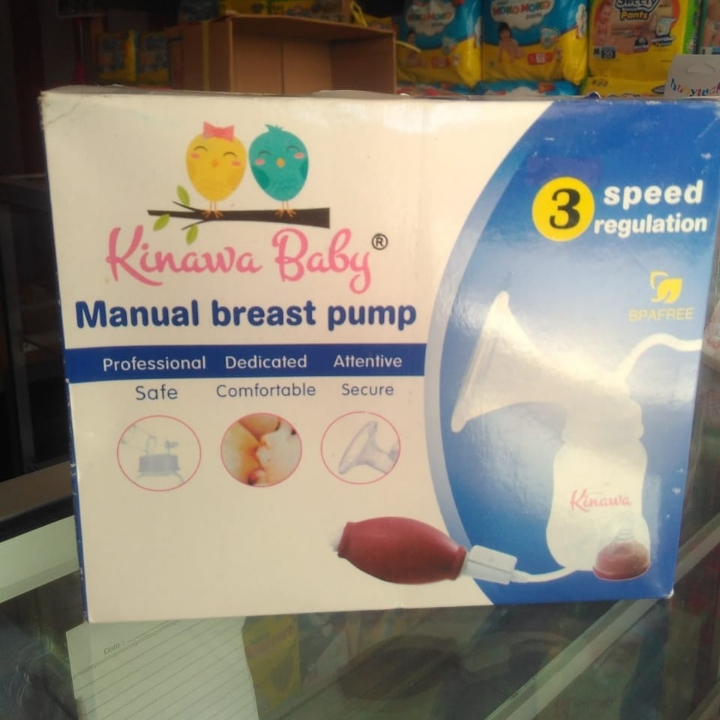 Kinawa Baby®
Manual breast pump
Professional Dedicated Attentive
Safe Comfortable Secure
3 speed
regulation
BPAFREE
Kinawa